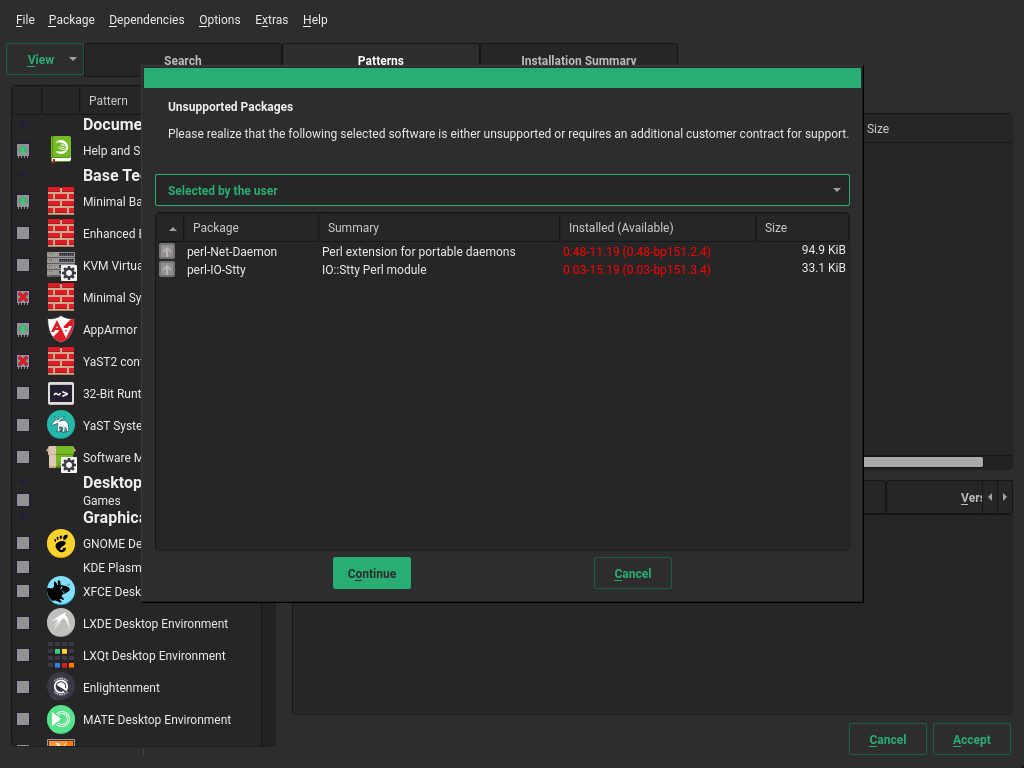 File Package Dependencies Options Extras Help
View Search Patterns Installation Summary
Pattern
Size
Unsupported Packages
Please realize that the following selected software is either unsupported or requires an additional customer contract for support.
Selected by the user
Package Summary Installed (Available) Size
perl-Net-Daemon Perl extension for portable daemons 0.48-11.19 (0.48-bp151.2.4) 94.9 KiB
perl-IO-Stty IO::Stty Perl module 0.03-15.19 (0.03-bp151.3.4) 33.1 KiB
Continue Cancel
Docume
Help and S
Base Te
Minimal Ba
Enhanced
KVM Virtua
Minimal Sy
AppArmor
YaST2 con
32-Bit Runt
YaST Syste
Software M
Desktop
Games
Graphica
GNOME De
KDE Plasm
XFCE Desk
LXDE Desktop Environment
LXQt Desktop Environment
Enlightenment
MATE Desktop Environment
Vers
Cancel Accept